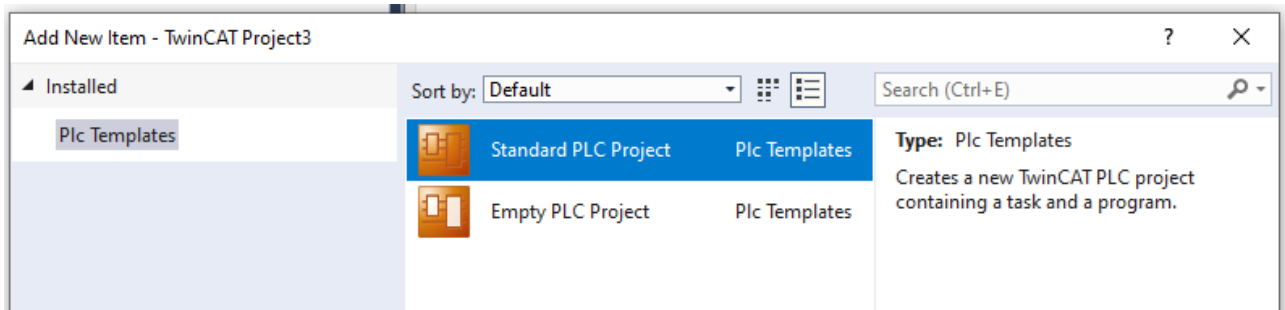 Add New Item - TwinCAT Project3
?
Installed
Plc Templates
Sort by: Default
Search (Ctrl+E)
Standard PLC Project Plc Templates
Empty PLC Project Plc Templates
Type: Plc Templates
Creates a new TwinCAT PLC project
containing a task and a program.